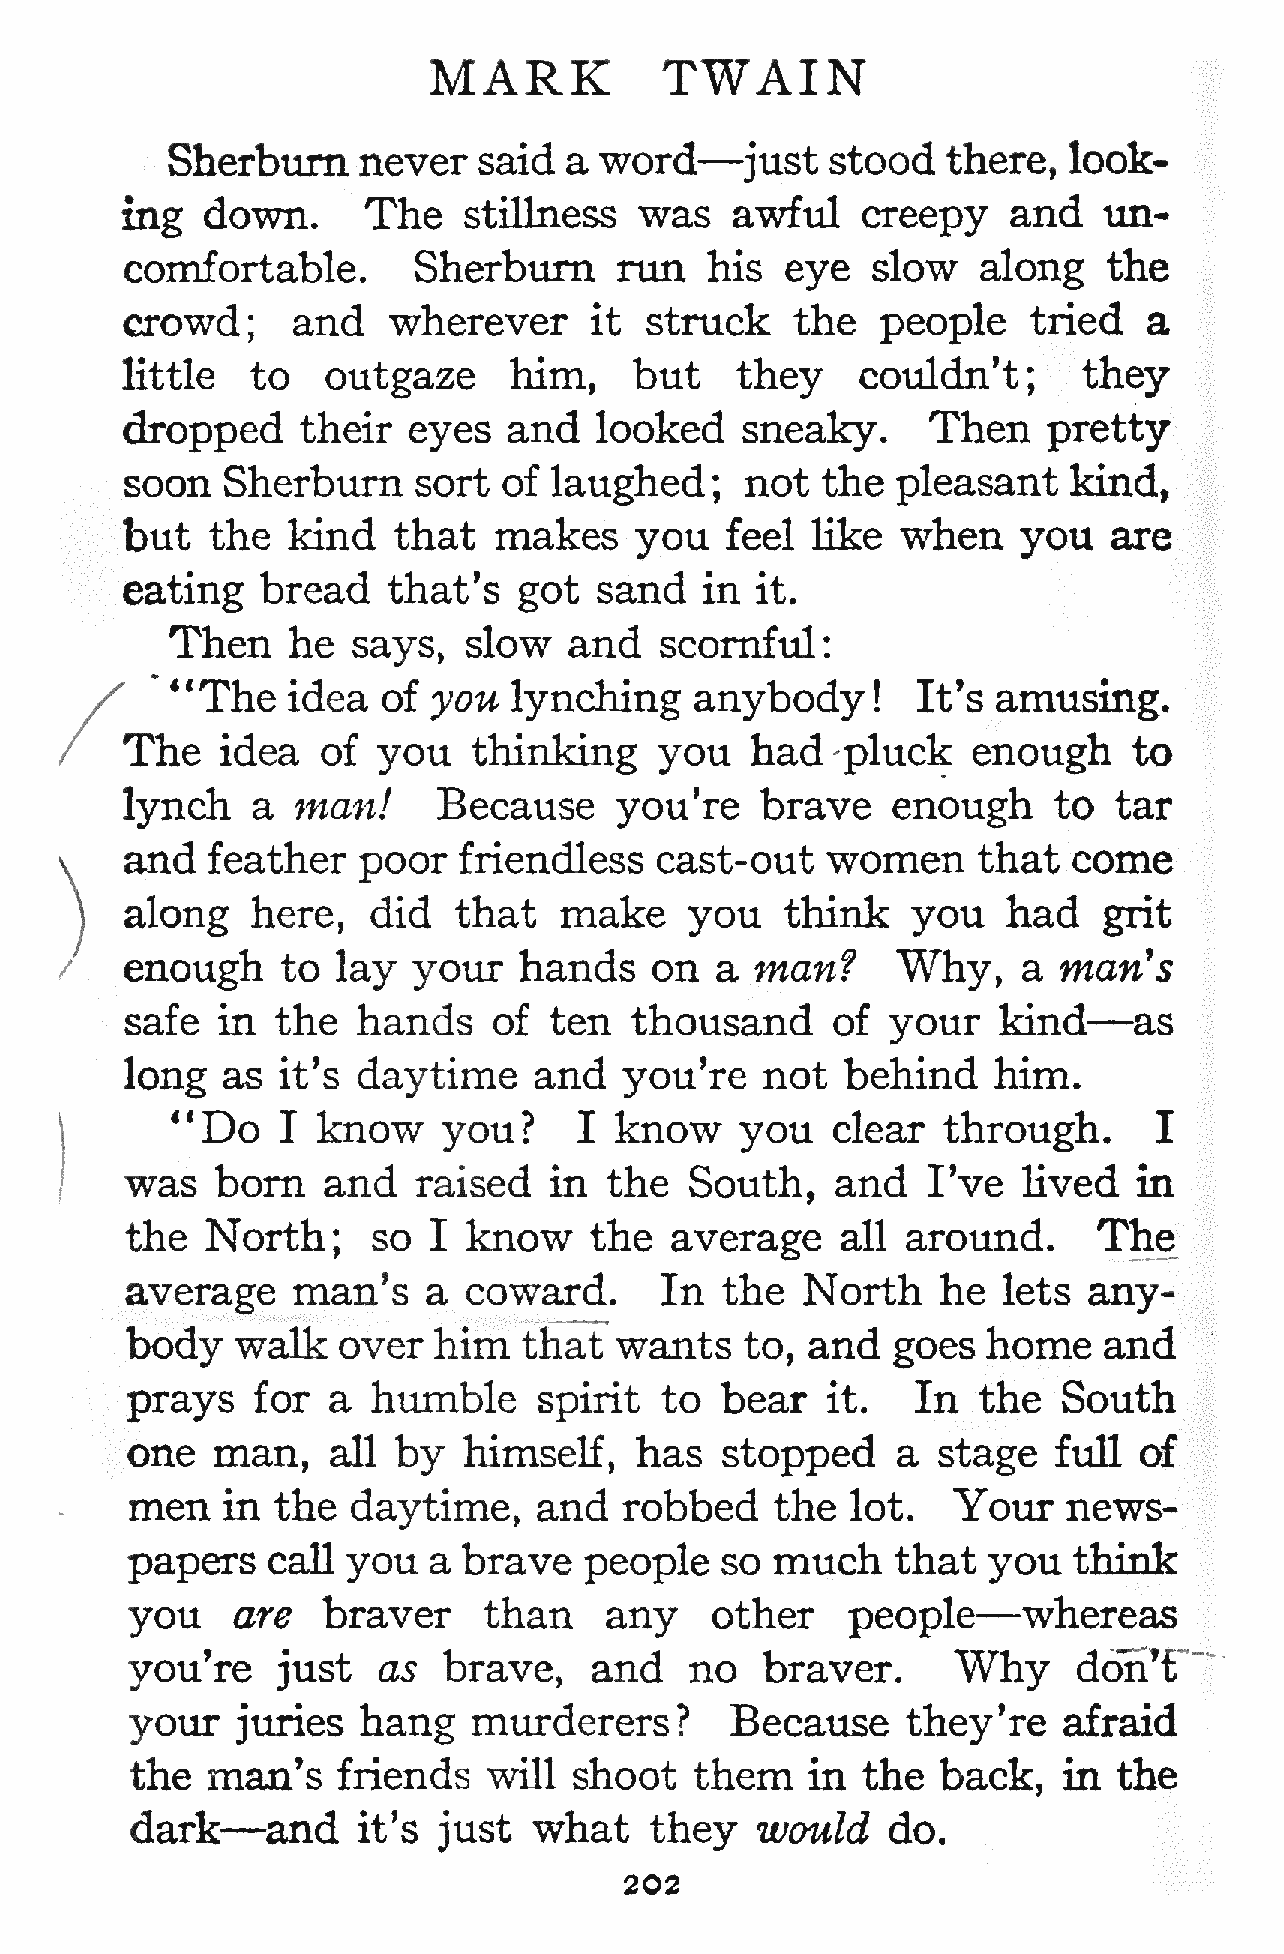 MARK TWAIN
Sherburn never said a word—just stood there, look-
ing down. The stillness was awful creepy and un-
comfortable. Sherburn run his eye slow along the
crowd; and wherever it struck the people tried a
little to outgaze him, but they couldn't; they
dropped their eyes and looked sneaky. Then pretty
soon Sherburn sort of laughed; not the pleasant kind,
but the kind that makes you feel like when you are
eating bread that's got sand in it.
Then he says, slow and scornful:
"The idea of you lynching anybody! It's amusing.
The idea of you thinking you had pluck enough to
lynch a man! Because you're brave enough to tar
and feather poor friendless cast-out women that come
along here, did that make you think you had grit
enough to lay your hands on a man? Why, a man's
safe in the hands of ten thousand of your kind—as
long as it's daytime and you're not behind him.
"Do I know you? I know you clear through. I
was born and raised in the South, and I've lived in
the North; so I know the average all around. The
average man's a coward. In the North he lets any-
body walk over him that wants to, and goes home and
prays for a humble spirit to bear it. In the South
one man, all by himself, has stopped a stage full of
men in the daytime, and robbed the lot. Your news-
papers call you a brave people so much that you think
you are braver than any other people—whereas
you're just as brave, and no braver. Why don't
your juries hang murderers? Because they're afraid
the man's friends will shoot them in the back, in the
dark—and it's just what they would do.
202